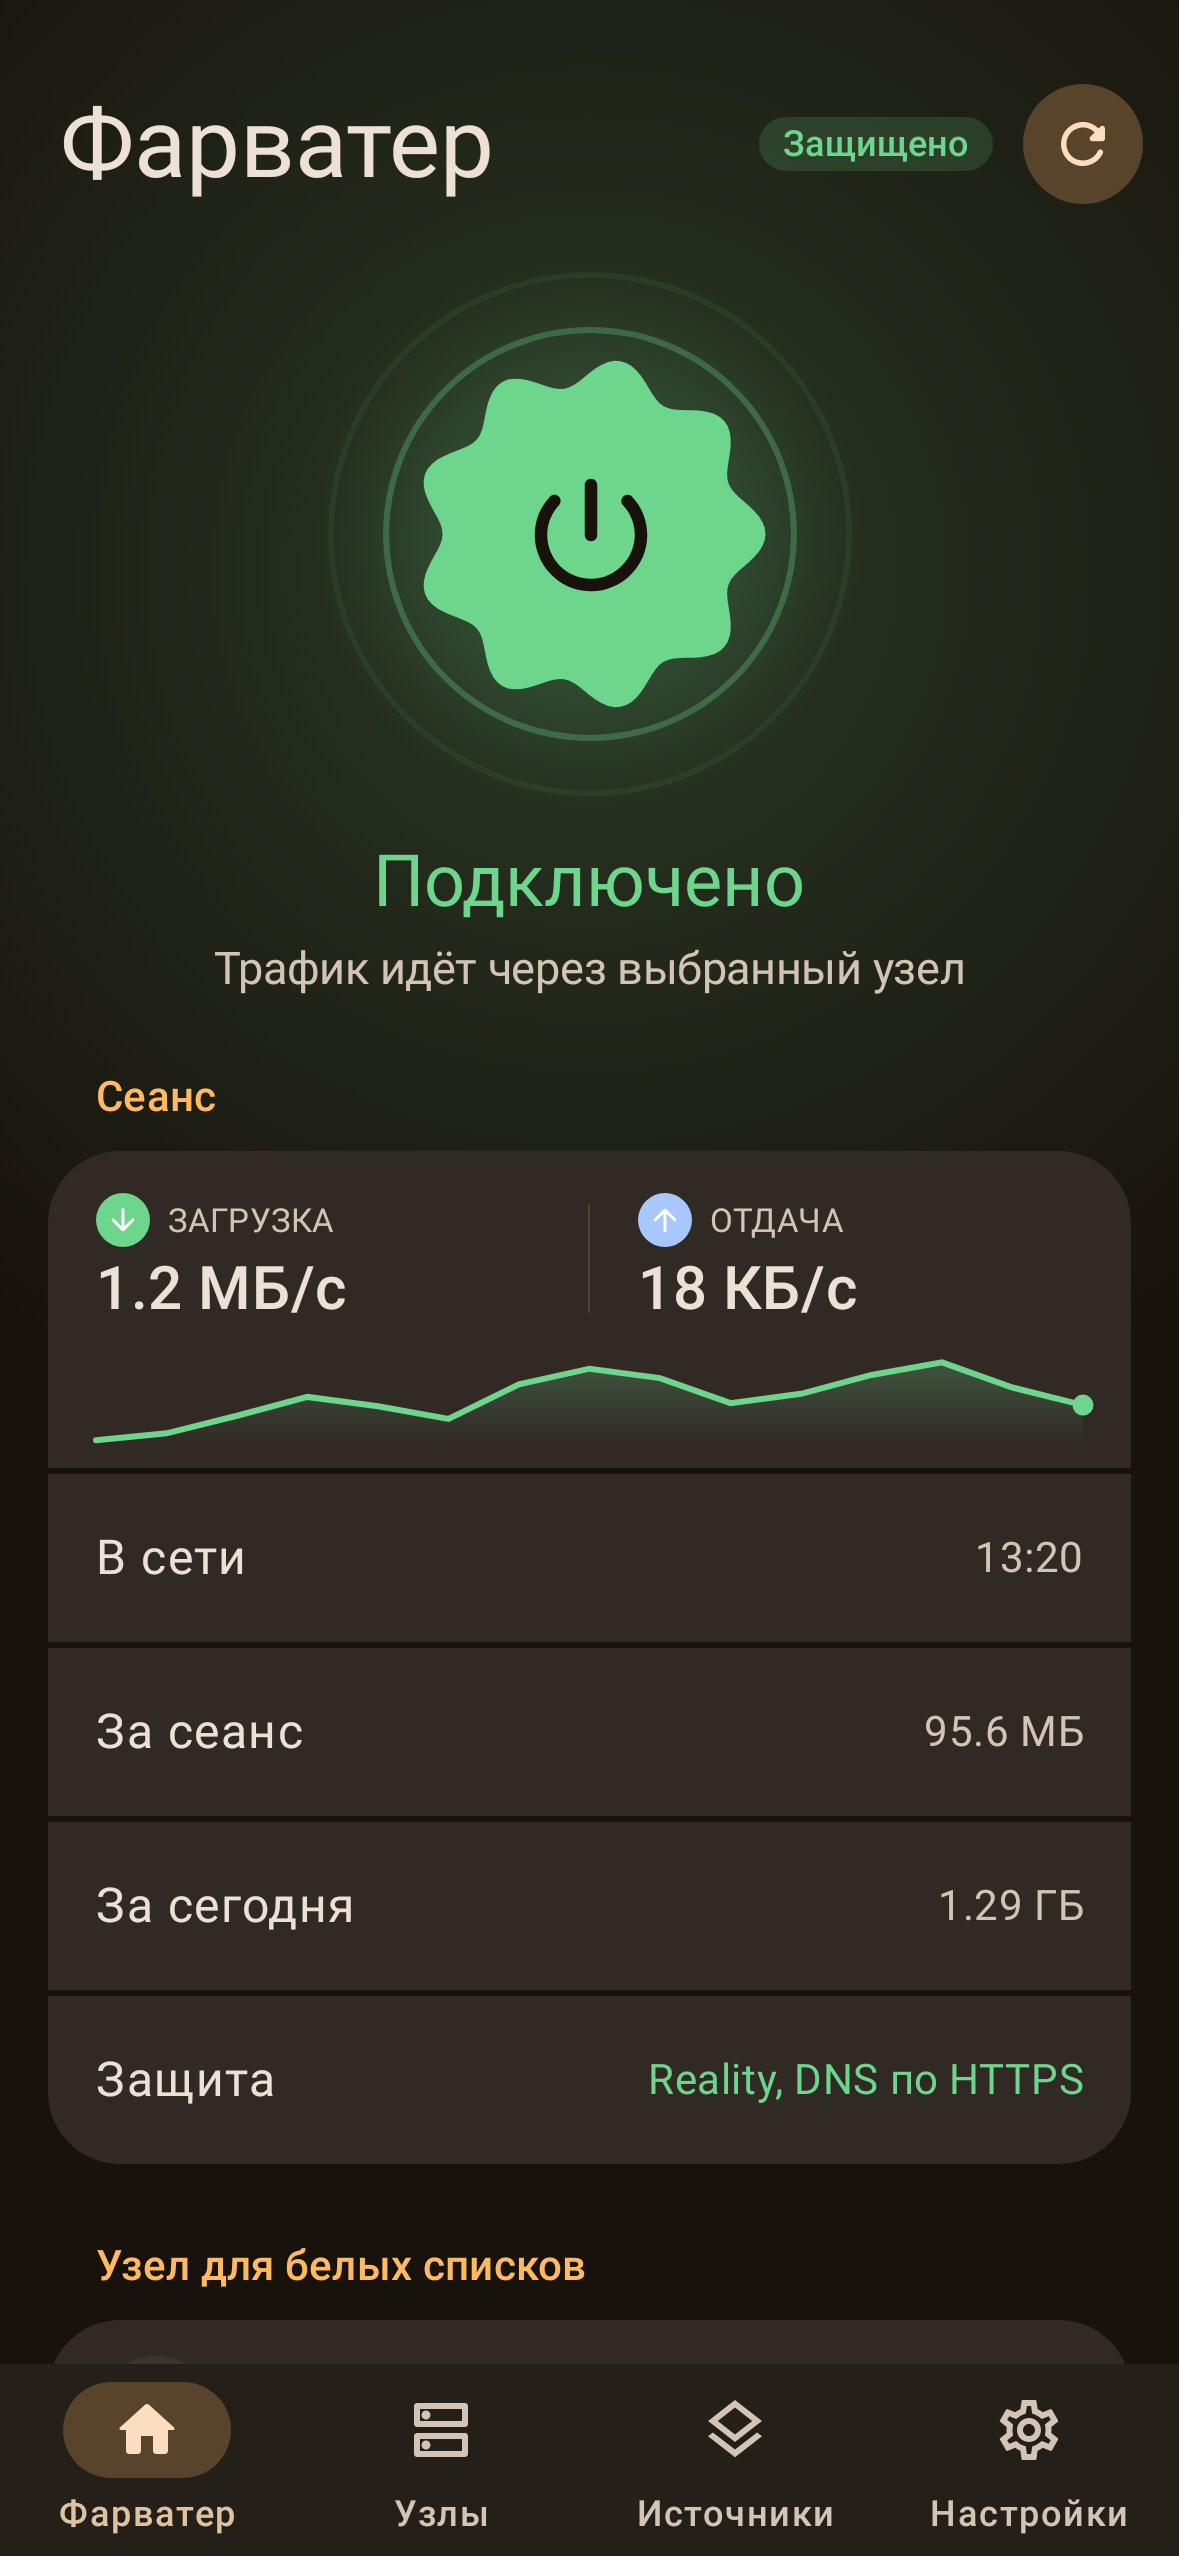 Фарватер
Защищено
Подключено
Трафик идёт через выбранный узел
Сеанс
ЗАГРУЗКА
1.2 МБ/с
ОТДАЧА
18 КБ/с
В сети 13:20
За сеанс 95.6 МБ
За сегодня 1.29 ГБ
Защита Reality, DNS по HTTPS
Узел для белых списков
Фарватер Узлы Источники Настройки